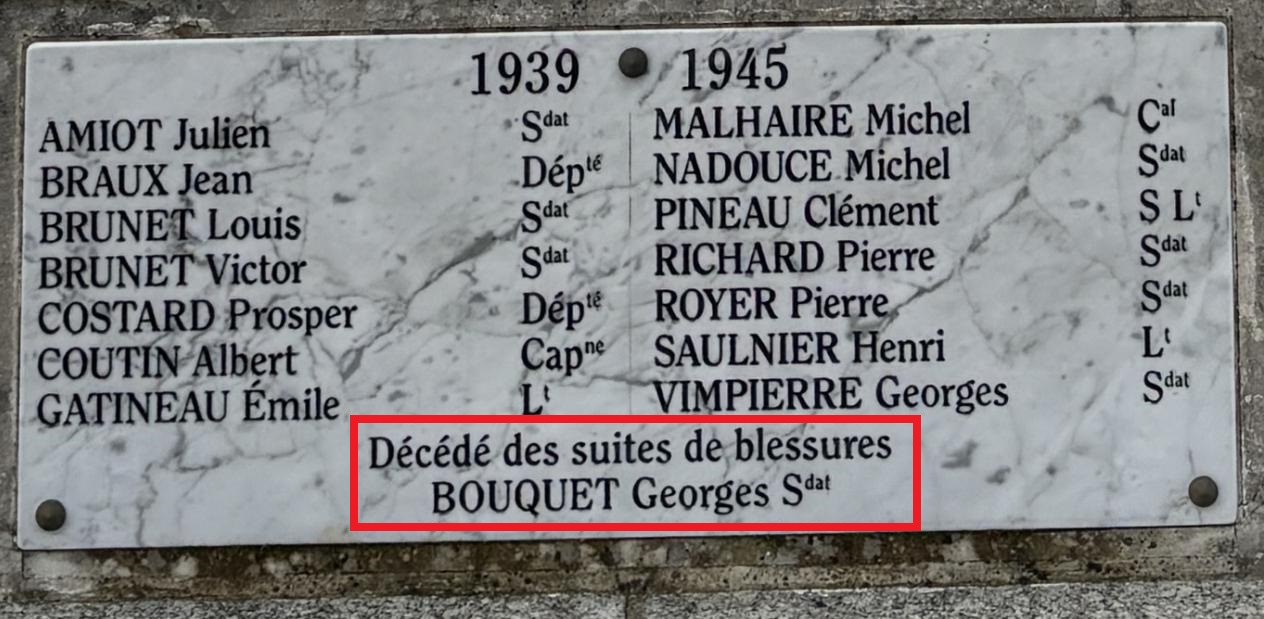 1939 1945
AMIOT Julien Sdat
BRAUX Jean Dépté
BRUNET Louis Sdat
BRUNET Victor Sdat
COSTARD Prosper Dépté
COUTIN Albert Capne
GATINEAU Émile Lt
MALHAIRE Michel Cal
NADOUCE Michel Sdat
PINEAU Clément S Lt
RICHARD Pierre Sdat
ROYER Pierre Sdat
SAULNIER Henri Lt
VIMPIERRE Georges Sdat
Décédé des suites de blessures
BOUQUET Georges Sdat